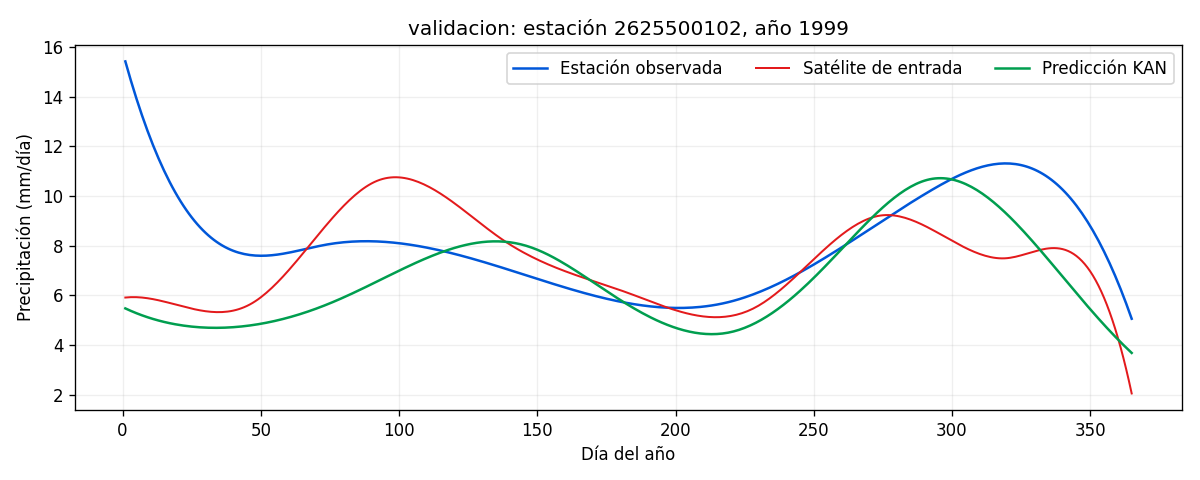 validacion: estación 2625500102, año 1999
Estación observada
Satélite de entrada
Predicción KAN
Precipitación (mm/día)
16
14
12
10
8
6
4
2
0 50 100 150 200 250 300 350
Día del año